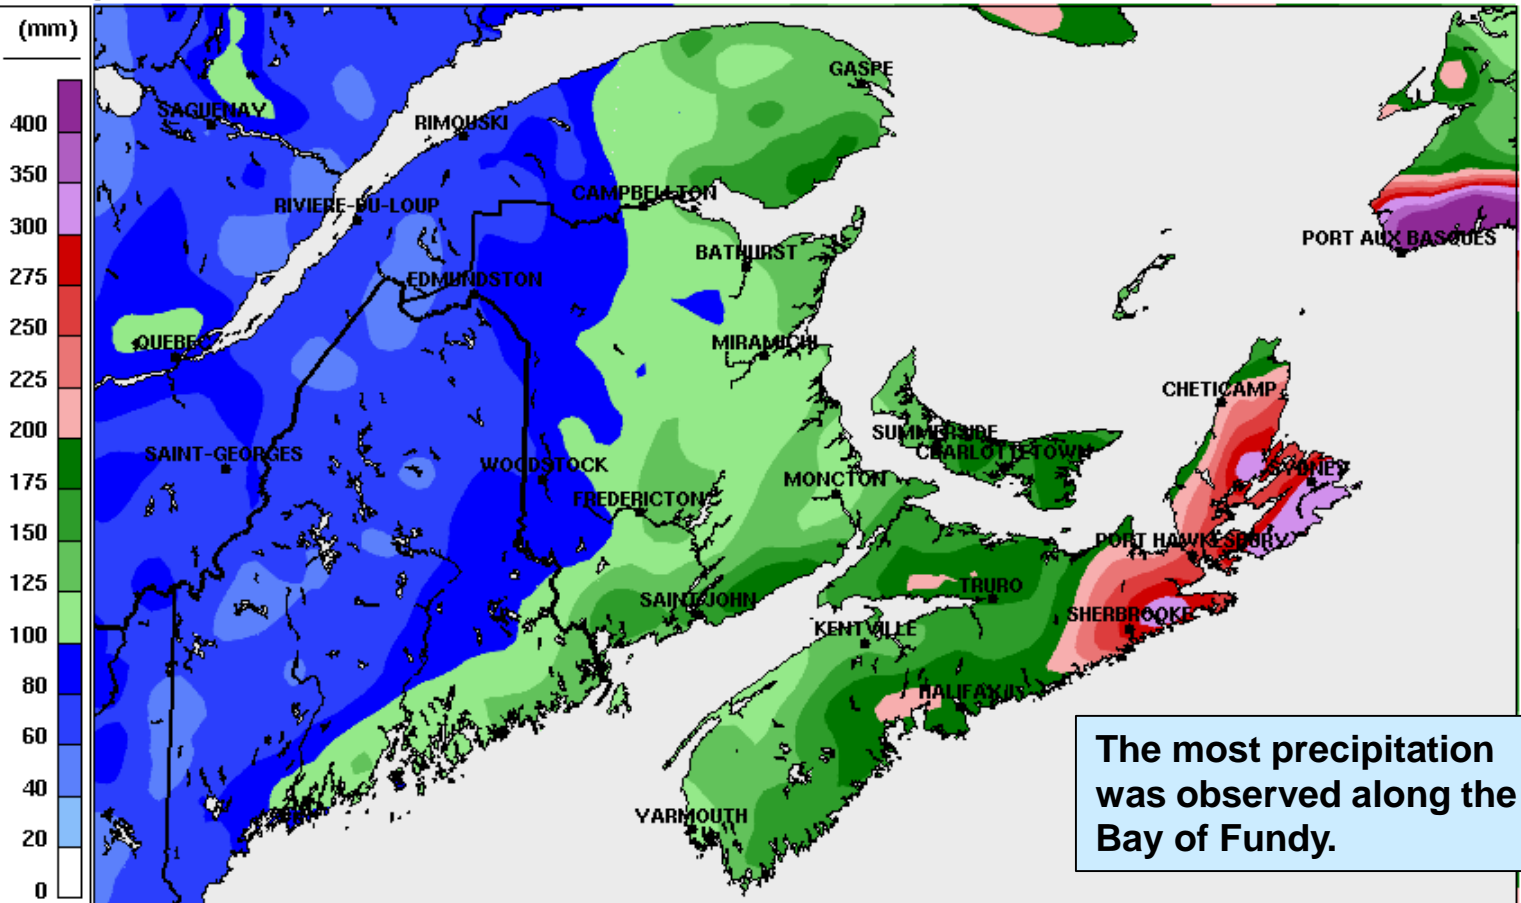 (mm)
400
350
300
275
250
225
200
175
150
125
100
80
60
40
20
0
GASPE
SAGUENAY
RIMOUSKI
CAMPBELLTON
RIVIERE-DU-LOUP
PORT AUX BASQUES
BATHURST
EDMUNDSTON
QUEBEC
MIRAMICHI
CHETICAMP
SUMMERSIDE
CHARLOTTETOWN
SAINT-GEORGES
WOODSTOCK
SYDNEY
MONCTON
FREDERICTON
PORT HAWKESBURY
TRURO
SAINT JOHN
SHERBROOKE
KENTVILLE
HALIFAX/IS
YARMOUTH
The most precipitation
was observed along the
Bay of Fundy.